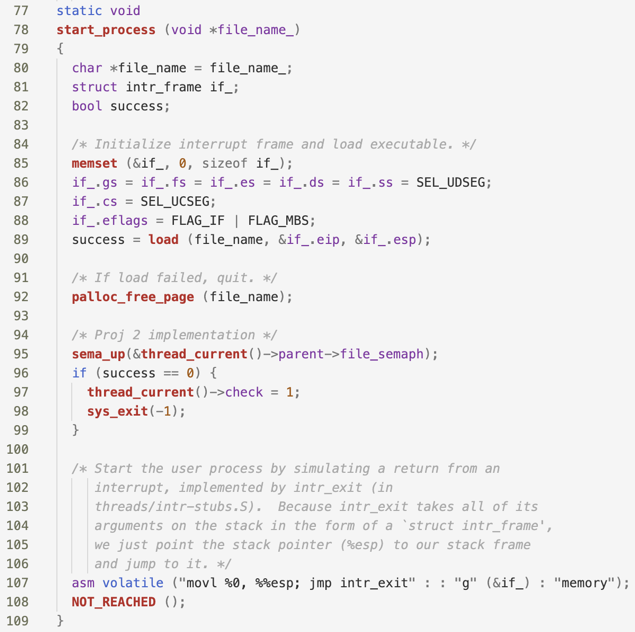 77 static void
78 start_process (void *file_name_)
79 {
80 char *file_name = file_name_;
81 struct intr_frame if_;
82 bool success;
83
84 /* Initialize interrupt frame and load executable. */
85 memset (&if_, 0, sizeof if_);
86 if_.gs = if_.fs = if_.es = if_.ds = if_.ss = SEL_UDSEG;
87 if_.cs = SEL_UCSEG;
88 if_.eflags = FLAG_IF | FLAG_MBS;
89 success = load (file_name, &if_.eip, &if_.esp);
90
91 /* If load failed, quit. */
92 palloc_free_page (file_name);
93
94 /* Proj 2 implementation */
95 sema_up(&thread_current()->parent->file_semaph);
96 if (success == 0) {
97 thread_current()->check = 1;
98 sys_exit(-1);
99 }
100
101 /* Start the user process by simulating a return from an
102 interrupt, implemented by intr_exit (in
103 threads/intr-stubs.S).  Because intr_exit takes all of its
104 arguments on the stack in the form of a `struct intr_frame',
105 we just point the stack pointer (%esp) to our stack frame
106 and jump to it. */
107 asm volatile ("movl %0, %%esp; jmp intr_exit" : : "g" (&if_) : "memory");
108 NOT_REACHED ();
109 }